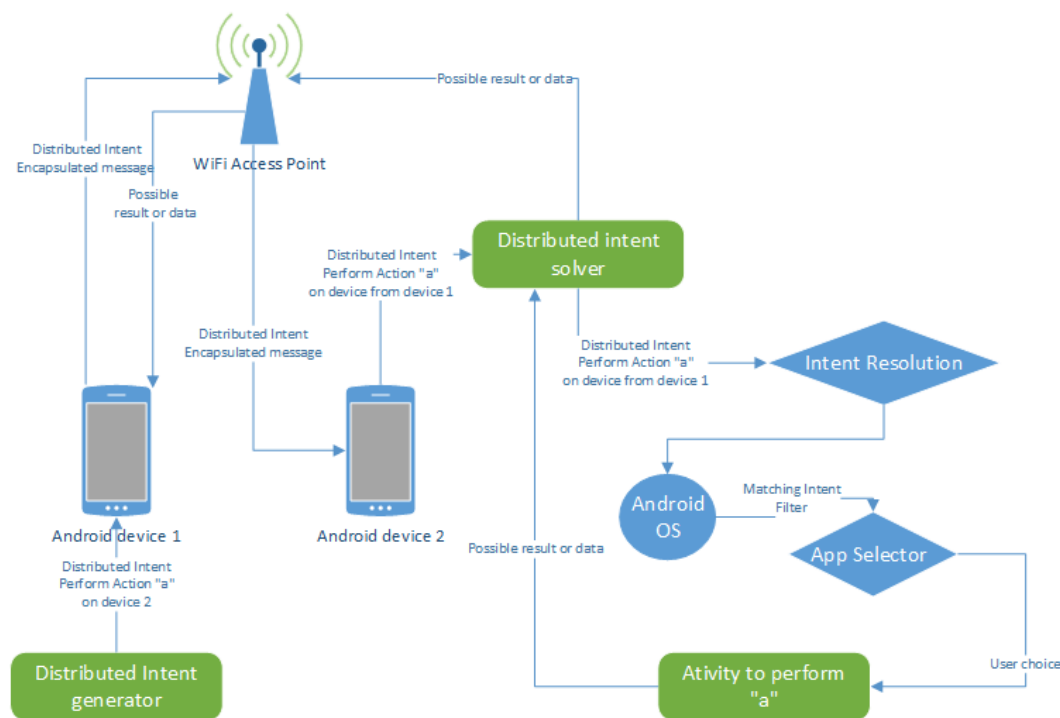 Possible result or data
Distributed Intent
Encapsulated message
WiFi Access Point
Possible
result or data
Distributed intent
solver
Distributed Intent
Perform Action "a"
on device from device 1
Distributed Intent
Encapsulated message
Distributed Intent
Perform Action "a"
on device from device 1
Intent Resolution
Android
OS
Matching Intent
Filter
App Selector
Android device 1
Android device 2
Possible result or data
Distributed Intent
Perform Action "a"
on device 2
User choice
Distributed Intent
generator
Ativity to perform
"a"